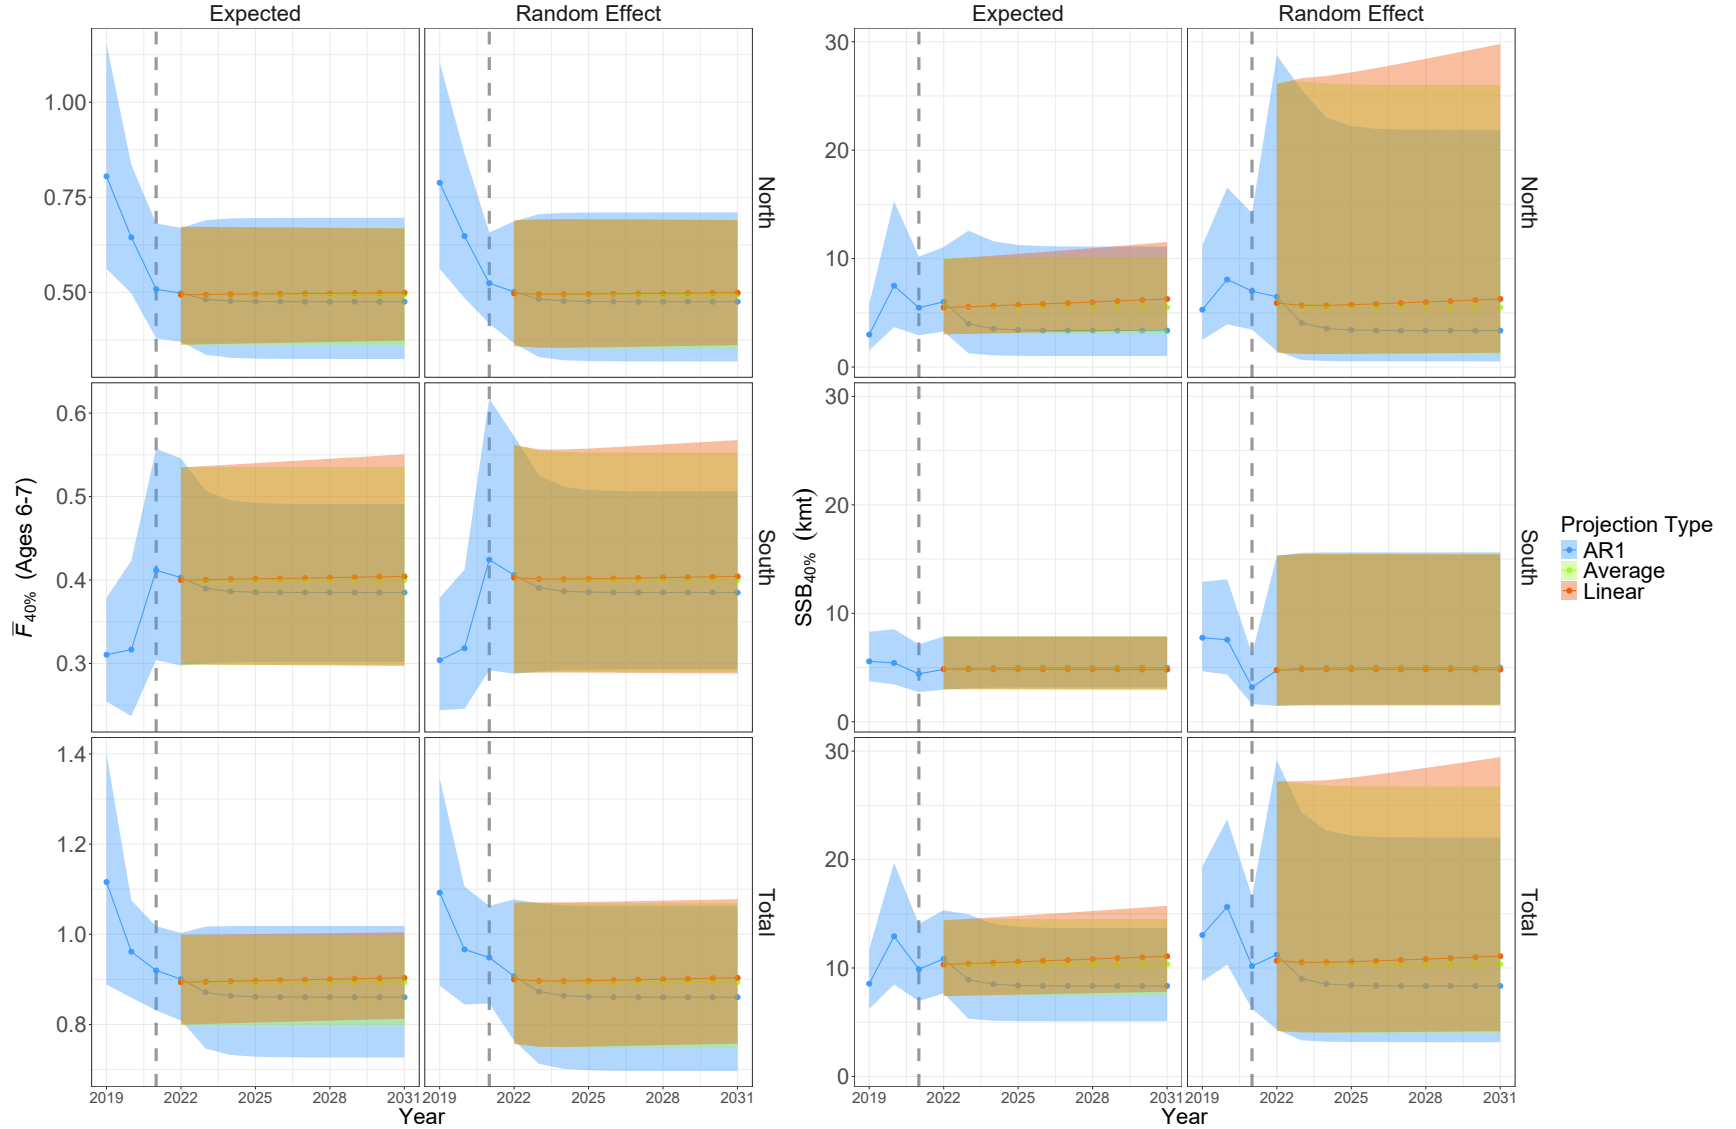 Expected
Random Effect
Expected
Random Effect
1.00
0.75
0.50
North
30
20
10
0
North
0.6
0.5
0.4
0.3
South
30
20
10
0
South
1.4
1.2
1.0
0.8
Total
30
20
10
0
Total
F̅40% (Ages 6-7)
SSB40% (kmt)
2019 2022 2025 2028 2031
2022 2025 2028 2031
2019 2022 2025 2028 2031
2019 2022 2025 2028 2031
Year
Year
Projection Type
AR1
Average
Linear